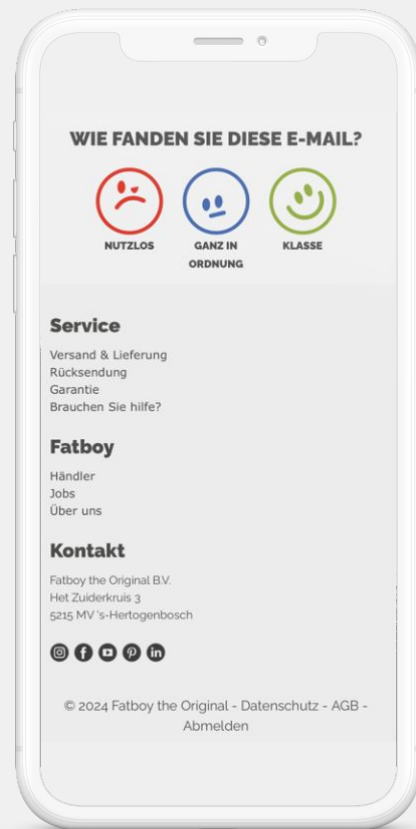 WIE FANDEN SIE DIESE E-MAIL?
NUTZLOS
GANZ IN
ORDNUNG
KLASSE
Service
Versand & Lieferung
Rücksendung
Garantie
Brauchen Sie hilfe?
Fatboy
Händler
Jobs
Über uns
Kontakt
Fatboy the Original B.V.
Het Zuiderkruis 3
5215 MV 's-Hertogenbosch
© 2024 Fatboy the Original - Datenschutz - AGB -
Abmelden